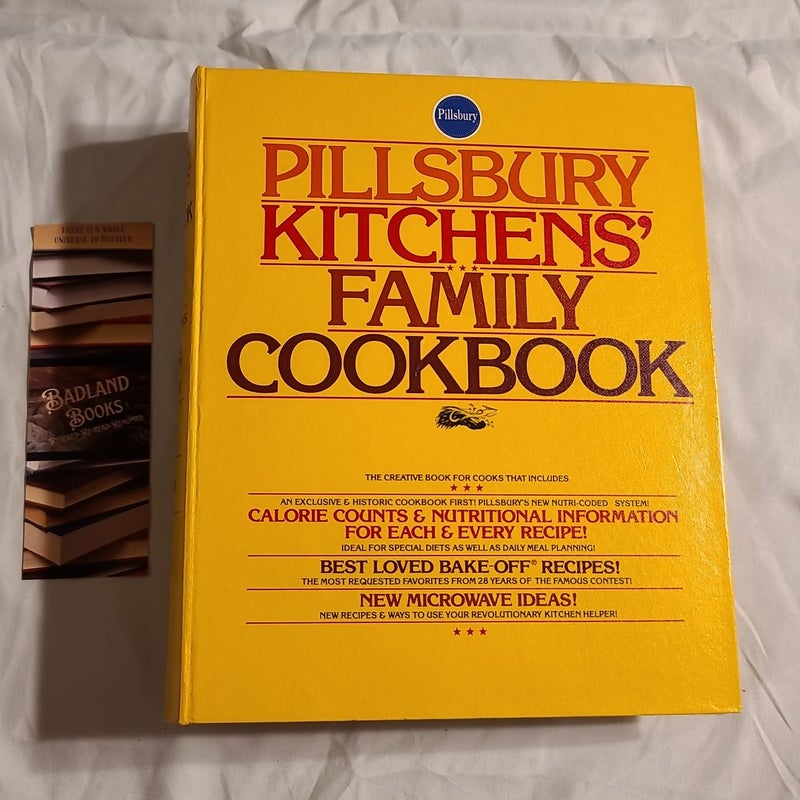 Pillsbury
PILLSBURY
KITCHENS'
FAMILY
COOKBOOK
THE CREATIVE BOOK FOR COOKS THAT INCLUDES
AN EXCLUSIVE & HISTORIC COOKBOOK FIRST! PILLSBURY'S NEW NUTRI-CODED SYSTEM!
CALORIE COUNTS & NUTRITIONAL INFORMATION
FOR EACH & EVERY RECIPE!
IDEAL FOR SPECIAL DIETS AS WELL AS DAILY MEAL PLANNING!
BEST LOVED BAKE-OFF® RECIPES!
THE MOST REQUESTED FAVORITES FROM 28 YEARS OF THE FAMOUS CONTEST!
NEW MICROWAVE IDEAS!
NEW RECIPES & WAYS TO USE YOUR REVOLUTIONARY KITCHEN HELPER!
THERE IS A WHOLE
UNIVERSE TO DISCOVER
BADLAND
BOOKS